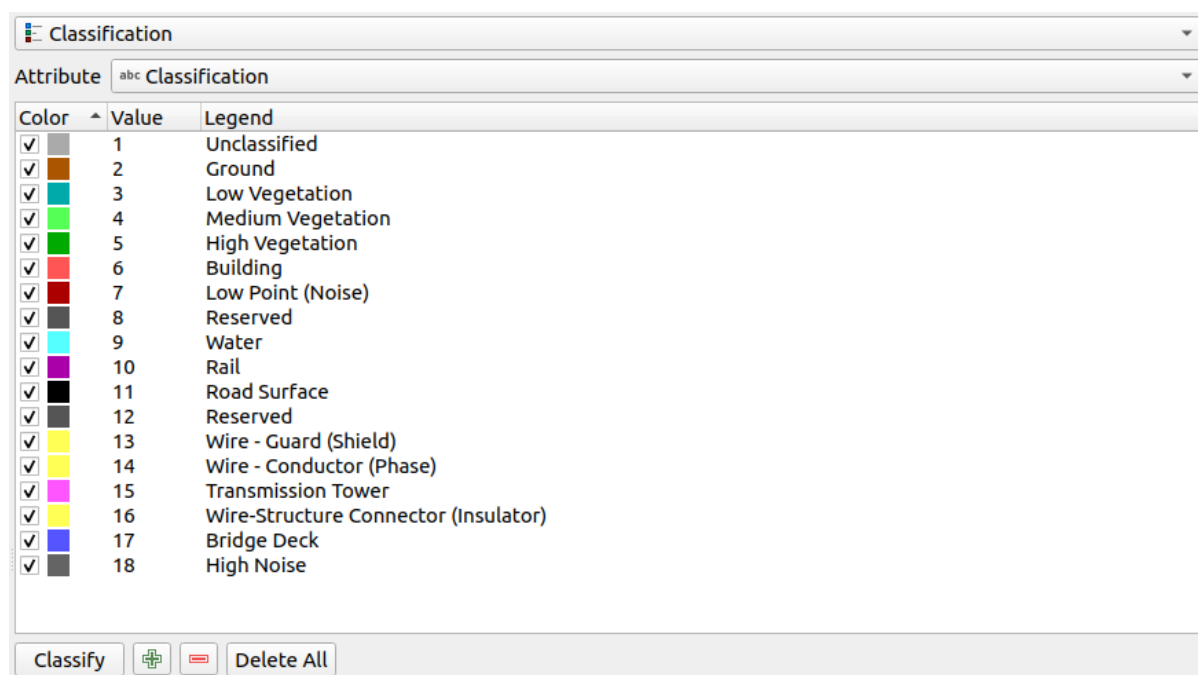 Classification
Attribute abc Classification
Color Value Legend
1 Unclassified
2 Ground
3 Low Vegetation
4 Medium Vegetation
5 High Vegetation
6 Building
7 Low Point (Noise)
8 Reserved
9 Water
10 Rail
11 Road Surface
12 Reserved
13 Wire - Guard (Shield)
14 Wire - Conductor (Phase)
15 Transmission Tower
16 Wire-Structure Connector (Insulator)
17 Bridge Deck
18 High Noise
Classify Delete All